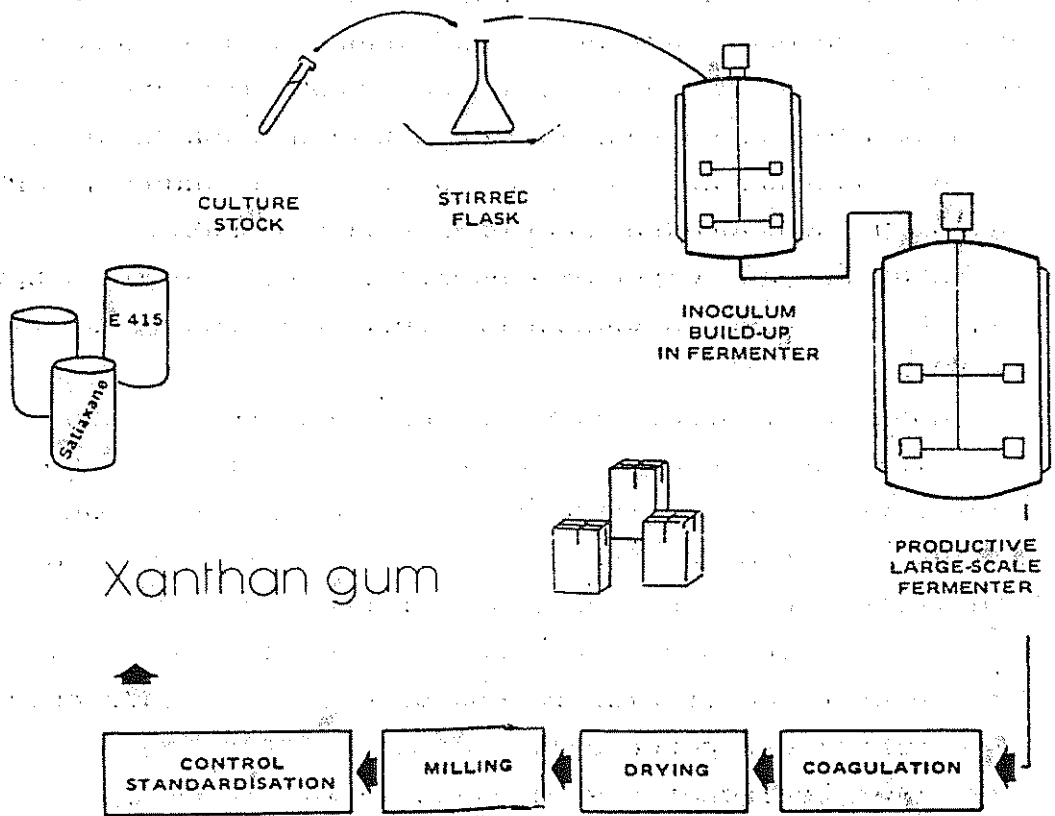 CULTURE
STOCK
STIRRED
FLASK
INOCULUM
BUILD-UP
IN FERMENTER
E 415
Satiaxane
PRODUCTIVE
LARGE-SCALE
FERMENTER
Xanthan gum
CONTROL
STANDARDISATION
MILLING
DRYING
COAGULATION